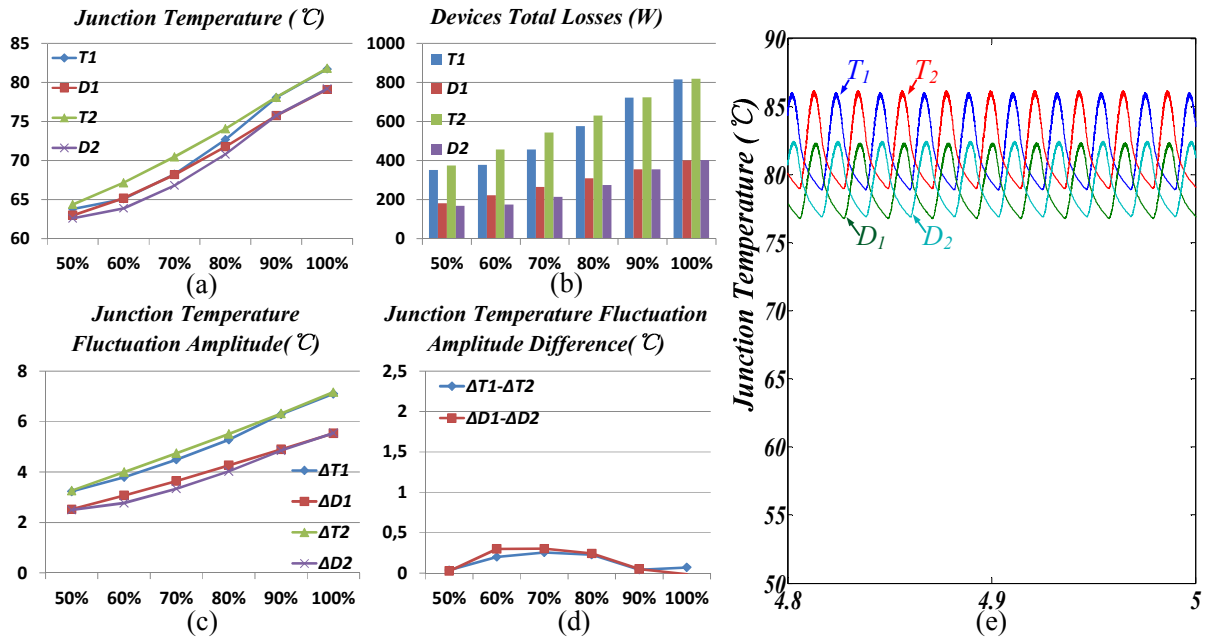 Junction Temperature (℃)
85
80
75
70
65
60
T1
D1
T2
D2
50% 60% 70% 80% 90% 100%
(a)
Devices Total Losses (W)
1000
800
600
400
200
0
T1
D1
T2
D2
50% 60% 70% 80% 90% 100%
(b)
Junction Temperature
Fluctuation Amplitude(℃)
8
6
4
2
0
ΔT1
ΔD1
ΔT2
ΔD2
50% 60% 70% 80% 90% 100%
(c)
Junction Temperature Fluctuation
Amplitude Difference(℃)
2,5
2
1,5
1
0,5
0
ΔT1-ΔT2
ΔD1-ΔD2
50% 60% 70% 80% 90% 100%
(d)
Junction Temperature (℃)
90
85
80
75
70
65
60
55
50
T1
T2
D1
D2
4.8 4.9 5
(e)